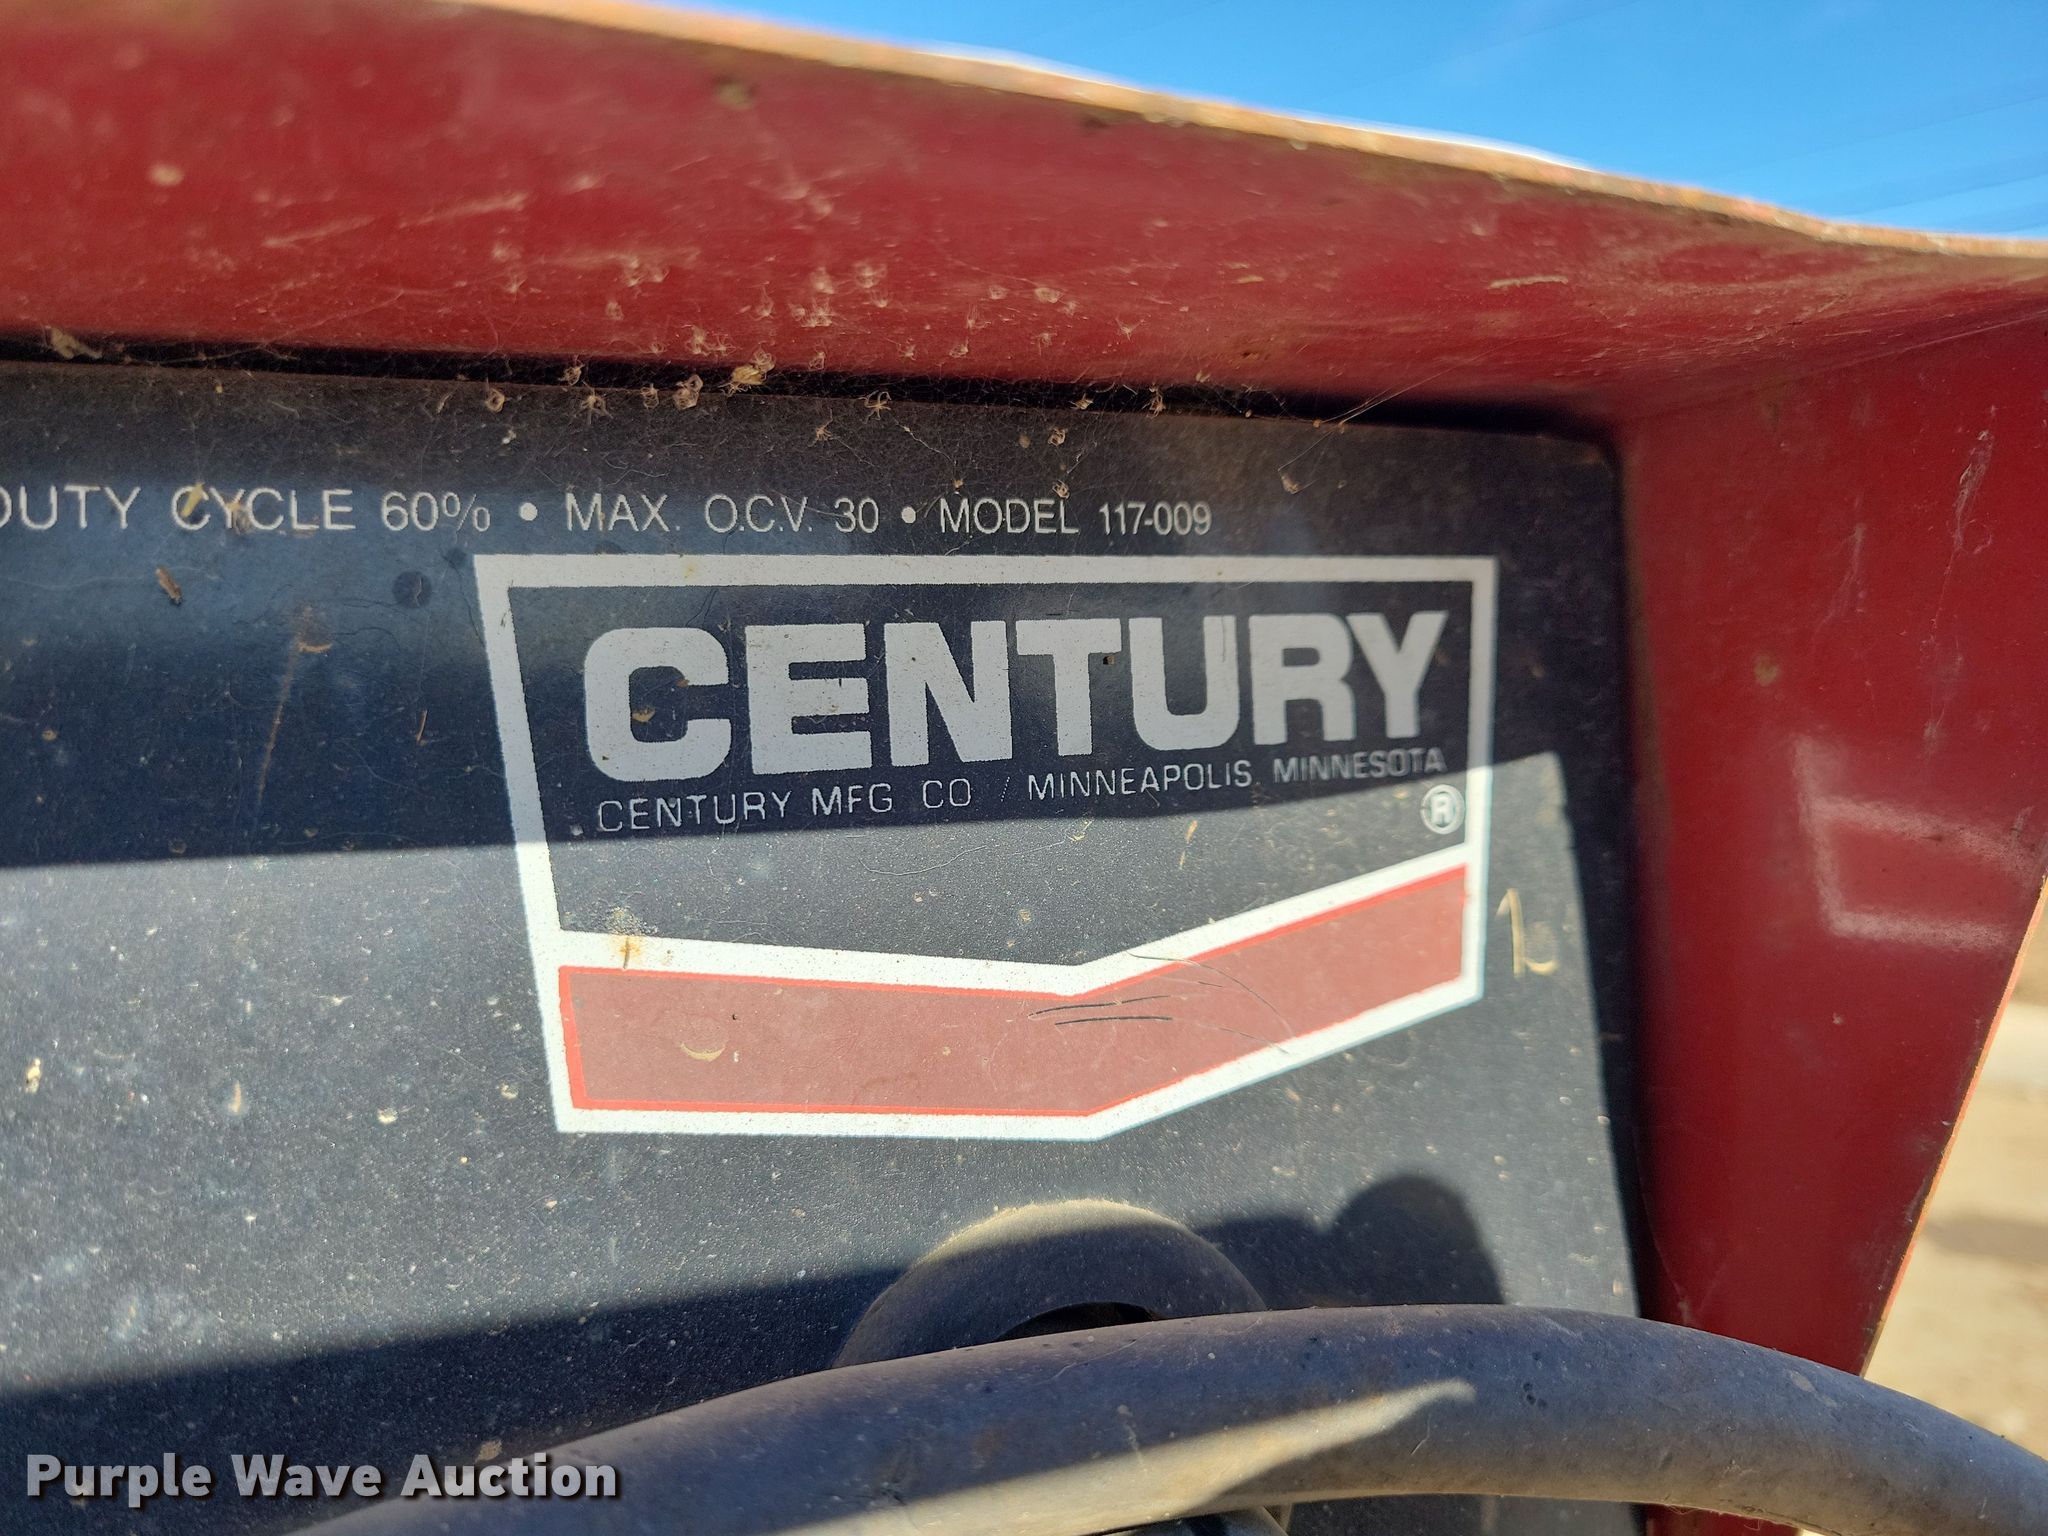 DUTY CYCLE 60% • MAX. O.C.V. 30 • MODEL 117-009
CENTURY
CENTURY MFG CO / MINNEAPOLIS, MINNESOTA
®
Purple Wave Auction